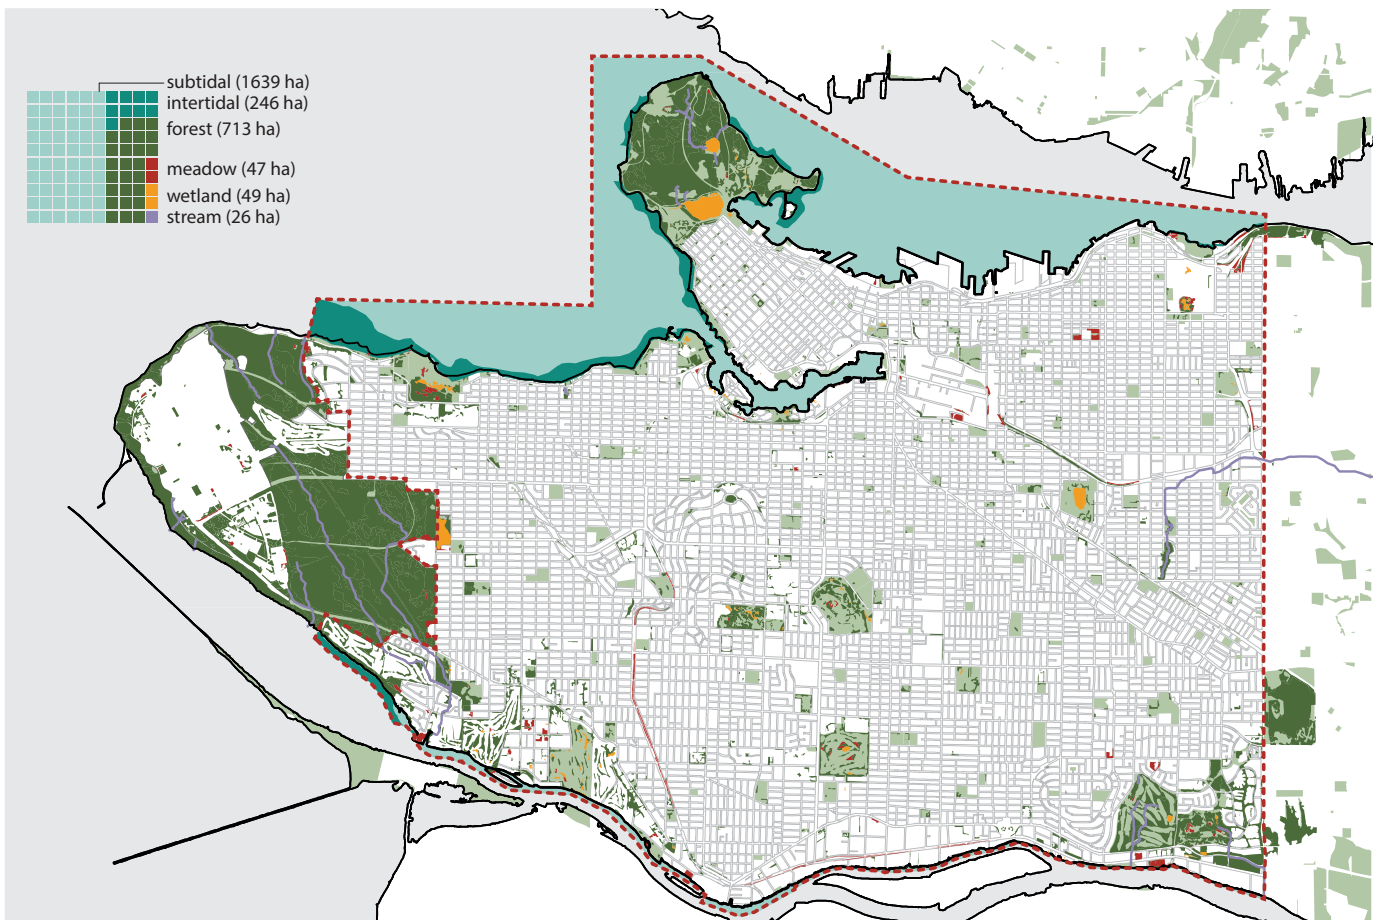 subtidal (1639 ha)
intertidal (246 ha)
forest (713 ha)
meadow (47 ha)
wetland (49 ha)
stream (26 ha)